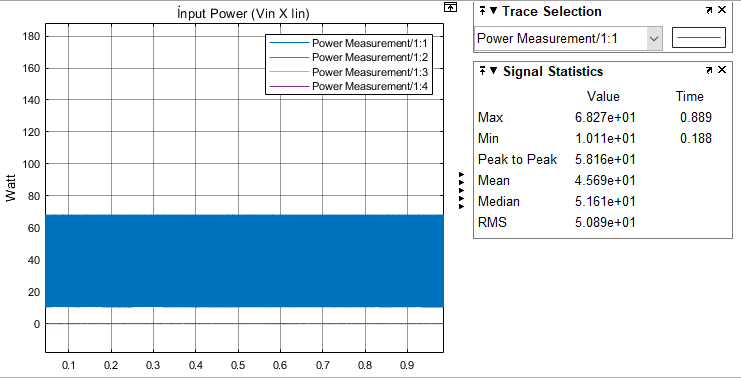 İnput Power (Vin X Iin)
180
160
140
120
100
80
60
40
20
0
Watt
0.1 0.2 0.3 0.4 0.5 0.6 0.7 0.8 0.9
Power Measurement/1:1
Power Measurement/1:2
Power Measurement/1:3
Power Measurement/1:4
Trace Selection
Power Measurement/1:1
Signal Statistics
Value Time
Max 6.827e+01 0.889
Min 1.011e+01 0.188
Peak to Peak 5.816e+01
Mean 4.569e+01
Median 5.161e+01
RMS 5.089e+01